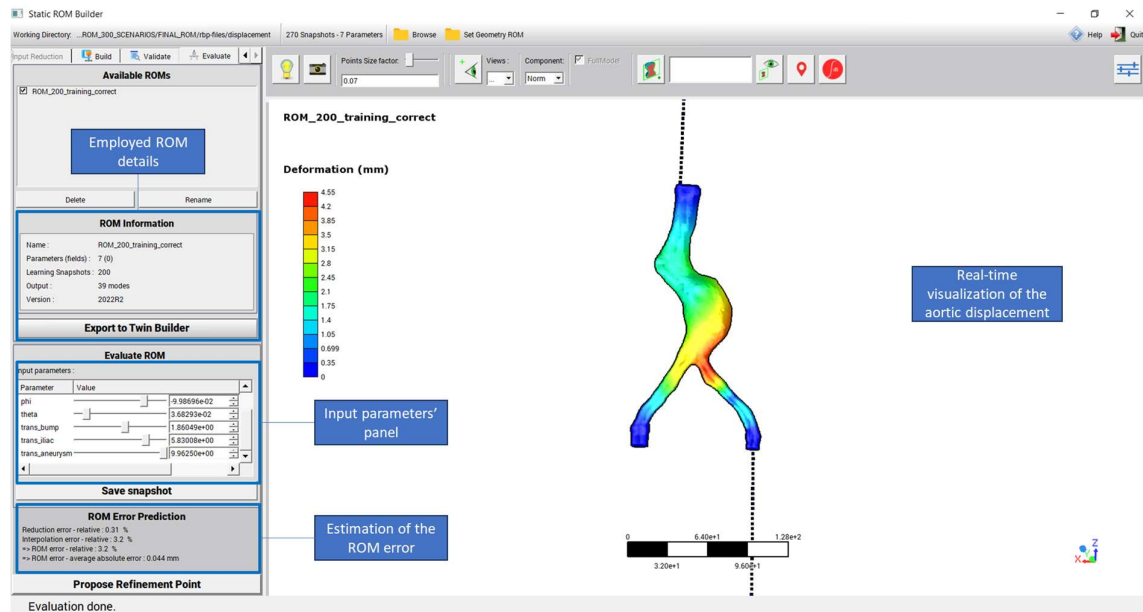 Static ROM Builder
Working Directory: ...ROM_300_SCENARIOS/FINAL_ROM/rbp-files/displacement
270 Snapshots - 7 Parameters
Browse
Set Geometry ROM
Help
Quit
nput Reduction
Build
Validate
Evaluate
Available ROMs
ROM_200_training_correct
Employed ROM
details
Delete
Rename
ROM Information
Name : ROM_200_training_correct
Parameters (fields) : 7 (0)
Learning Snapshots : 200
Output : 39 modes
Version : 2022R2
Export to Twin Builder
Evaluate ROM
nput parameters :
Parameter Value
phi -9.98696e-02
theta 3.68293e-02
trans_bump 1.86049e+00
trans_iliac 5.83008e+00
trans_aneurysm 9.96250e+00
Save snapshot
ROM Error Prediction
Reduction error - relative : 0.31 %
Interpolation error - relative : 3.2 %
=> ROM error - relative : 3.2 %
=> ROM error - average absolute error : 0.044 mm
Propose Refinement Point
Evaluation done.
Input parameters'
panel
Estimation of the
ROM error
Points Size factor:
0.07
Views :
...
Component:
Norm
FullModel
ROM_200_training_correct
Deformation (mm)
4.55
4.2
3.85
3.5
3.15
2.8
2.45
2.1
1.75
1.4
1.05
0.699
0.35
0
Real-time
visualization of the
aortic displacement
0 6.40e+1 1.28e+2
3.20e+1 9.60e+1
Z
X